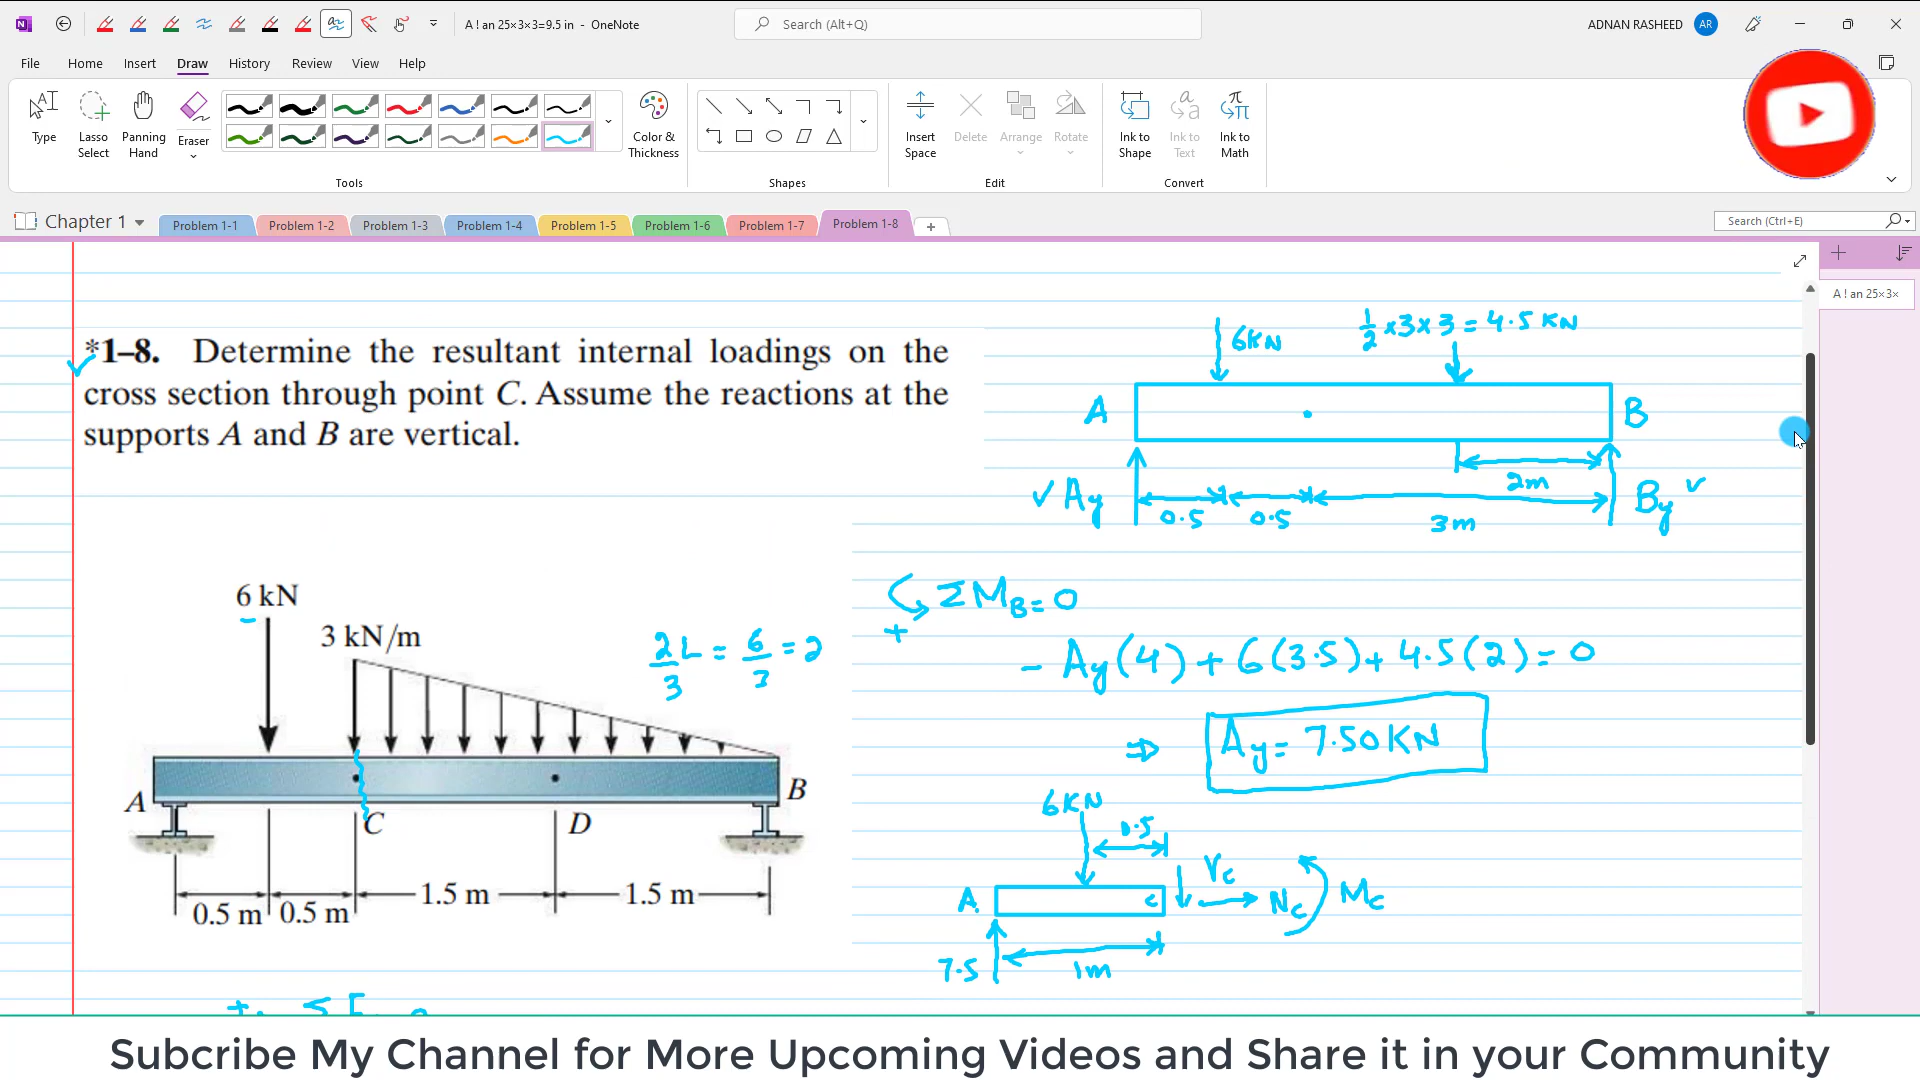 A ! an 25×3×3=9.5 in - OneNote
Search (Alt+Q)
ADNAN RASHEED
AR
File Home Insert Draw History Review View Help
Type
Lasso Select
Panning Hand
Eraser
Color & Thickness
Insert Space
Delete
Arrange
Rotate
Ink to Shape
Ink to Text
Ink to Math
Tools
Shapes
Edit
Convert
Chapter 1
Problem 1-1
Problem 1-2
Problem 1-3
Problem 1-4
Problem 1-5
Problem 1-6
Problem 1-7
Problem 1-8
Search (Ctrl+E)
A ! an 25×3×
*1–8. Determine the resultant internal loadings on the
cross section through point C. Assume the reactions at the
supports A and B are vertical.
6KN
1/2 ×3×3 = 4.5 KN
A
B
Ay
0.5
0.5
2m
3m
By
6 kN
3 kN/m
2L/3 = 6/3 = 2
A
C
D
B
0.5 m
0.5 m
1.5 m
1.5 m
+ ΣMB=0
- Ay(4) + 6(3.5)+ 4.5(2)=0
⇒ Ay= 7.50KN
6KN
0.5
Vc
A
c
Nc
Mc
7.5
1m
Subcribe My Channel for More Upcoming Videos and Share it in your Community